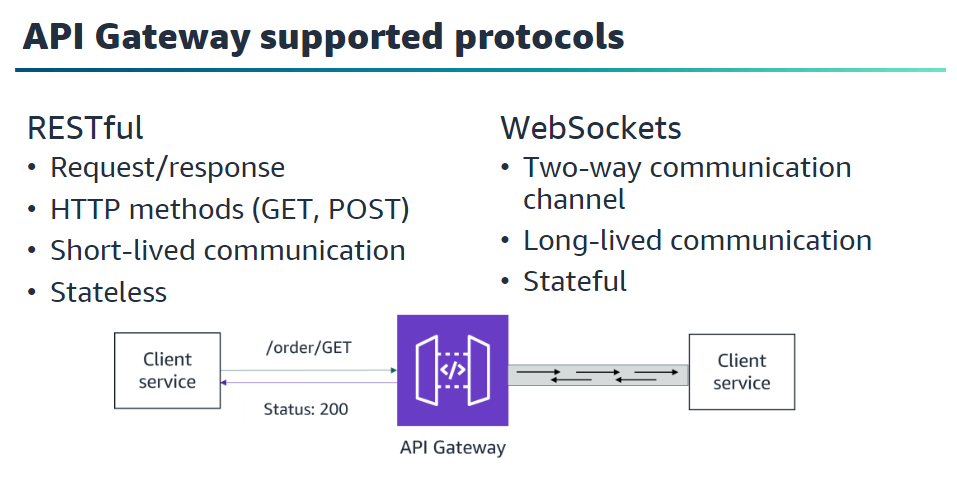 API Gateway supported protocols
RESTful
• Request/response
• HTTP methods (GET, POST)
• Short-lived communication
• Stateless
WebSockets
• Two-way communication
channel
• Long-lived communication
• Stateful
Client
service
/order/GET
Status: 200
</>
API Gateway
Client
service